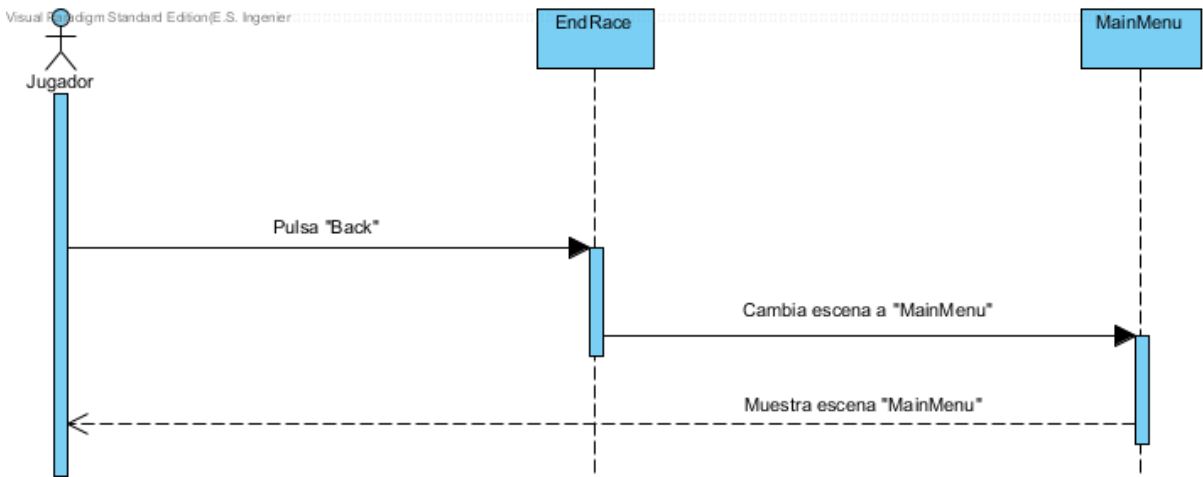 Visual Paradigm Standard Edition(E.S. Ingenier
EndRace
MainMenu
Jugador
Pulsa "Back"
Cambia escena a "MainMenu"
Muestra escena "MainMenu"